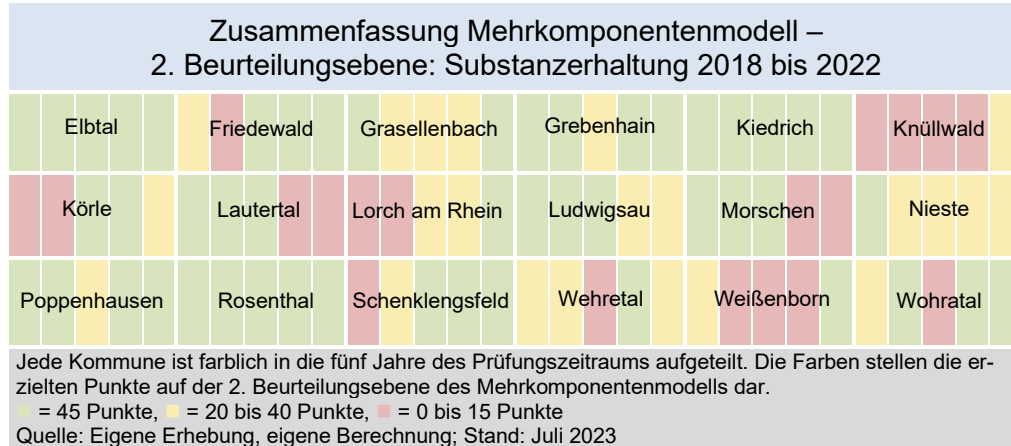 Zusammenfassung Mehrkomponentenmodell –
2. Beurteilungsebene: Substanzerhaltung 2018 bis 2022
Elbtal Friedewald Grasellenbach Grebenhain Kiedrich Knüllwald
Körle Lautertal Lorch am Rhein Ludwigsau Morschen Nieste
Poppenhausen Rosenthal Schenklengsfeld Wehretal Weißenborn Wohratal
Jede Kommune ist farblich in die fünf Jahre des Prüfungszeitraums aufgeteilt. Die Farben stellen die er-
zielten Punkte auf der 2. Beurteilungsebene des Mehrkomponentenmodells dar.
= 45 Punkte, = 20 bis 40 Punkte, = 0 bis 15 Punkte
Quelle: Eigene Erhebung, eigene Berechnung; Stand: Juli 2023